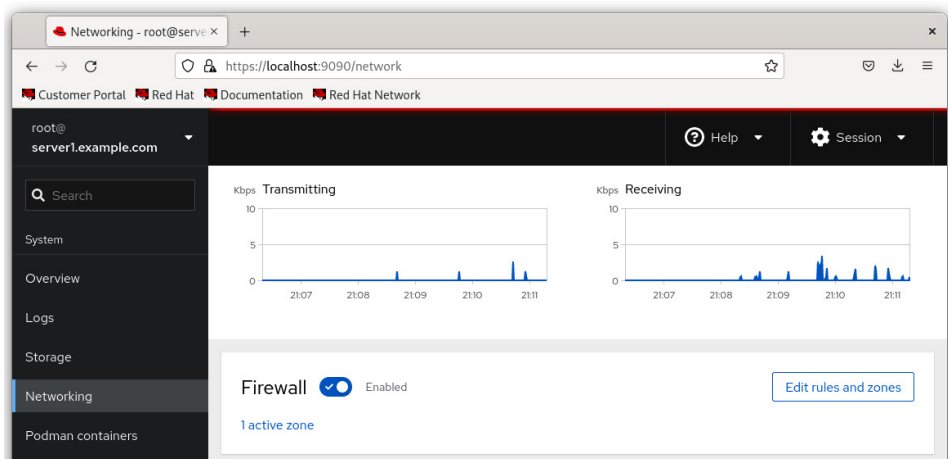 Networking - root@serve
https://localhost:9090/network
Customer Portal Red Hat Documentation Red Hat Network
root@
server1.example.com
Help
Session
Search
System
Overview
Logs
Storage
Networking
Podman containers
Kbps Transmitting
10
5
0
21:07 21:08 21:09 21:10 21:11
Kbps Receiving
10
5
0
21:07 21:08 21:09 21:10 21:11
Firewall Enabled
Edit rules and zones
1 active zone